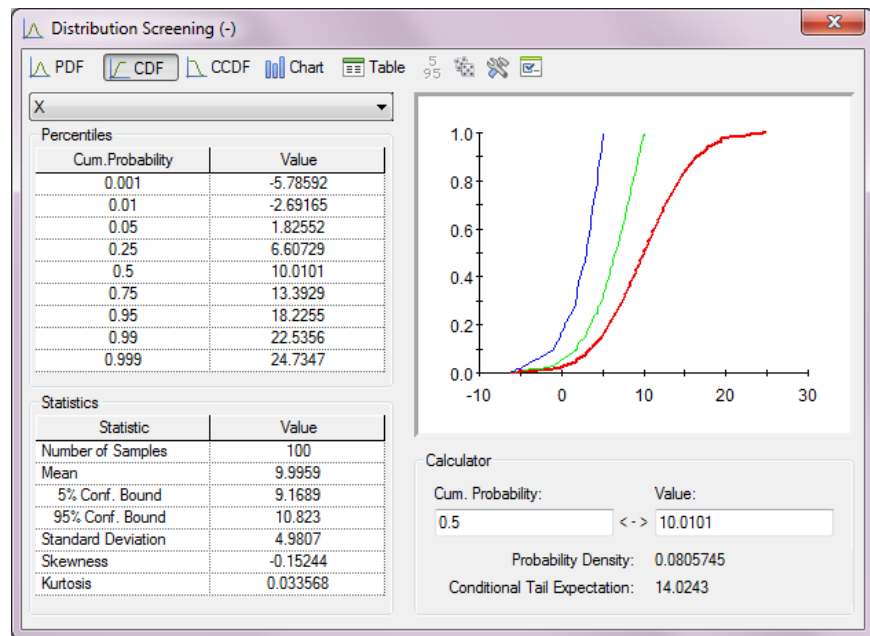 Distribution Screening (-)
PDF CDF CCDF Chart Table 5 95
X
Percentiles
Cum.Probability Value
0.001 -5.78592
0.01 -2.69165
0.05 1.82552
0.25 6.60729
0.5 10.0101
0.75 13.3929
0.95 18.2255
0.99 22.5356
0.999 24.7347
Statistics
Statistic Value
Number of Samples 100
Mean 9.9959
5% Conf. Bound 9.1689
95% Conf. Bound 10.823
Standard Deviation 4.9807
Skewness -0.15244
Kurtosis 0.033568
1.0
0.8
0.6
0.4
0.2
0.0
-10 0 10 20 30
Calculator
Cum. Probability: Value:
0.5 <-> 10.0101
Probability Density: 0.0805745
Conditional Tail Expectation: 14.0243